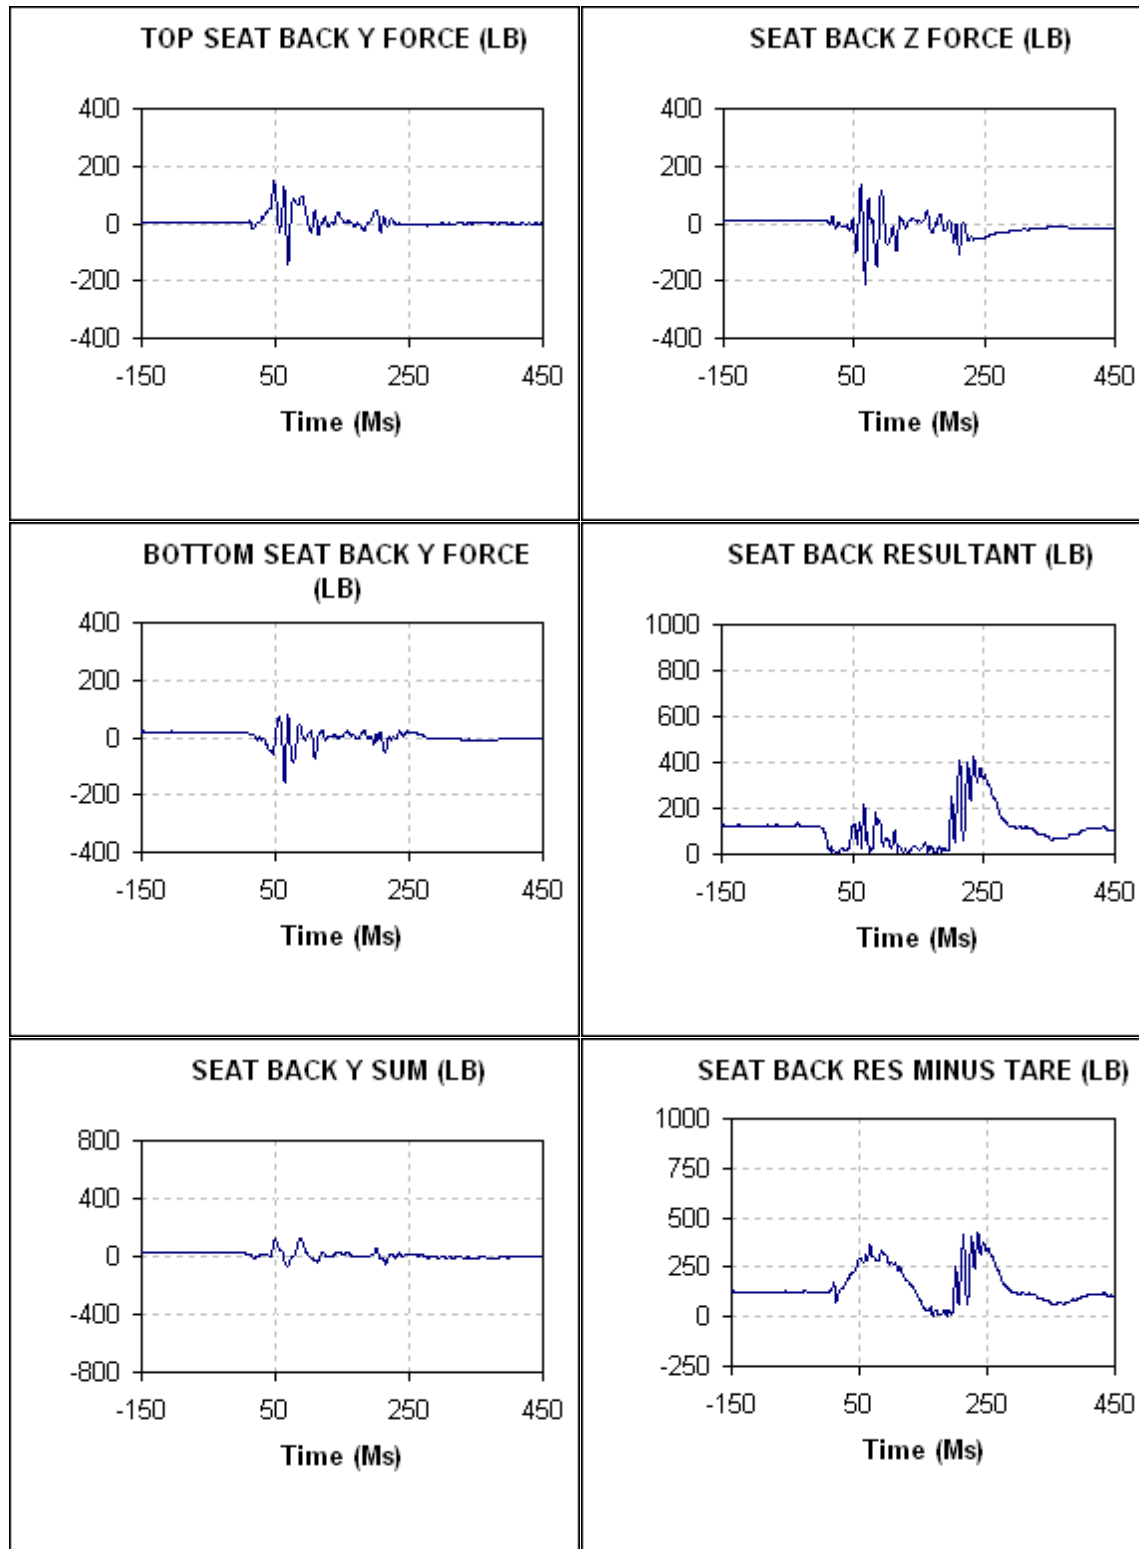 TOP SEAT BACK Y FORCE (LB)
400
200
0
-200
-400
-150 50 250 450
Time (Ms)
SEAT BACK Z FORCE (LB)
400
200
0
-200
-400
-150 50 250 450
Time (Ms)
BOTTOM SEAT BACK Y FORCE
(LB)
400
200
0
-200
-400
-150 50 250 450
Time (Ms)
SEAT BACK RESULTANT (LB)
1000
800
600
400
200
0
-150 50 250 450
Time (Ms)
SEAT BACK Y SUM (LB)
800
400
0
-400
-800
-150 50 250 450
Time (Ms)
SEAT BACK RES MINUS TARE (LB)
1000
750
500
250
0
-250
-150 50 250 450
Time (Ms)